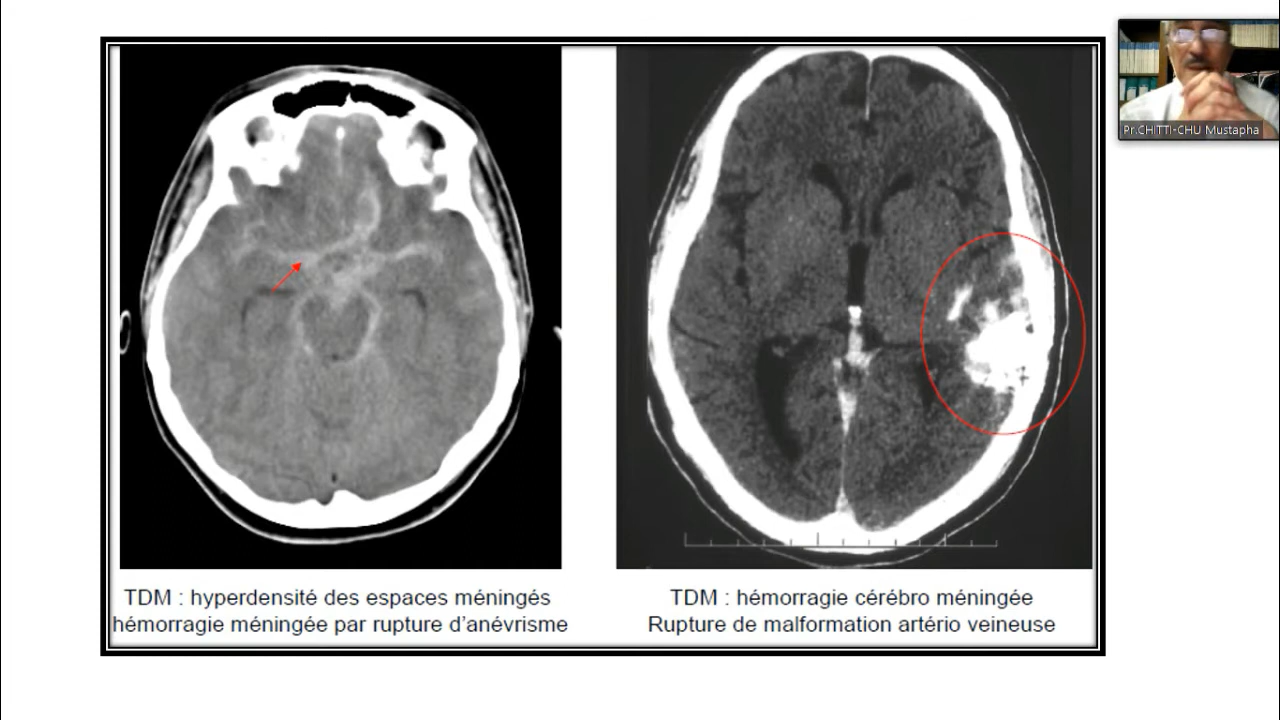 Pr.CHITTI-CHU Mustapha
TDM : hyperdensité des espaces méningés
hémorragie méningée par rupture d'anévrisme
TDM : hémorragie cérébro méningée
Rupture de malformation artério veineuse